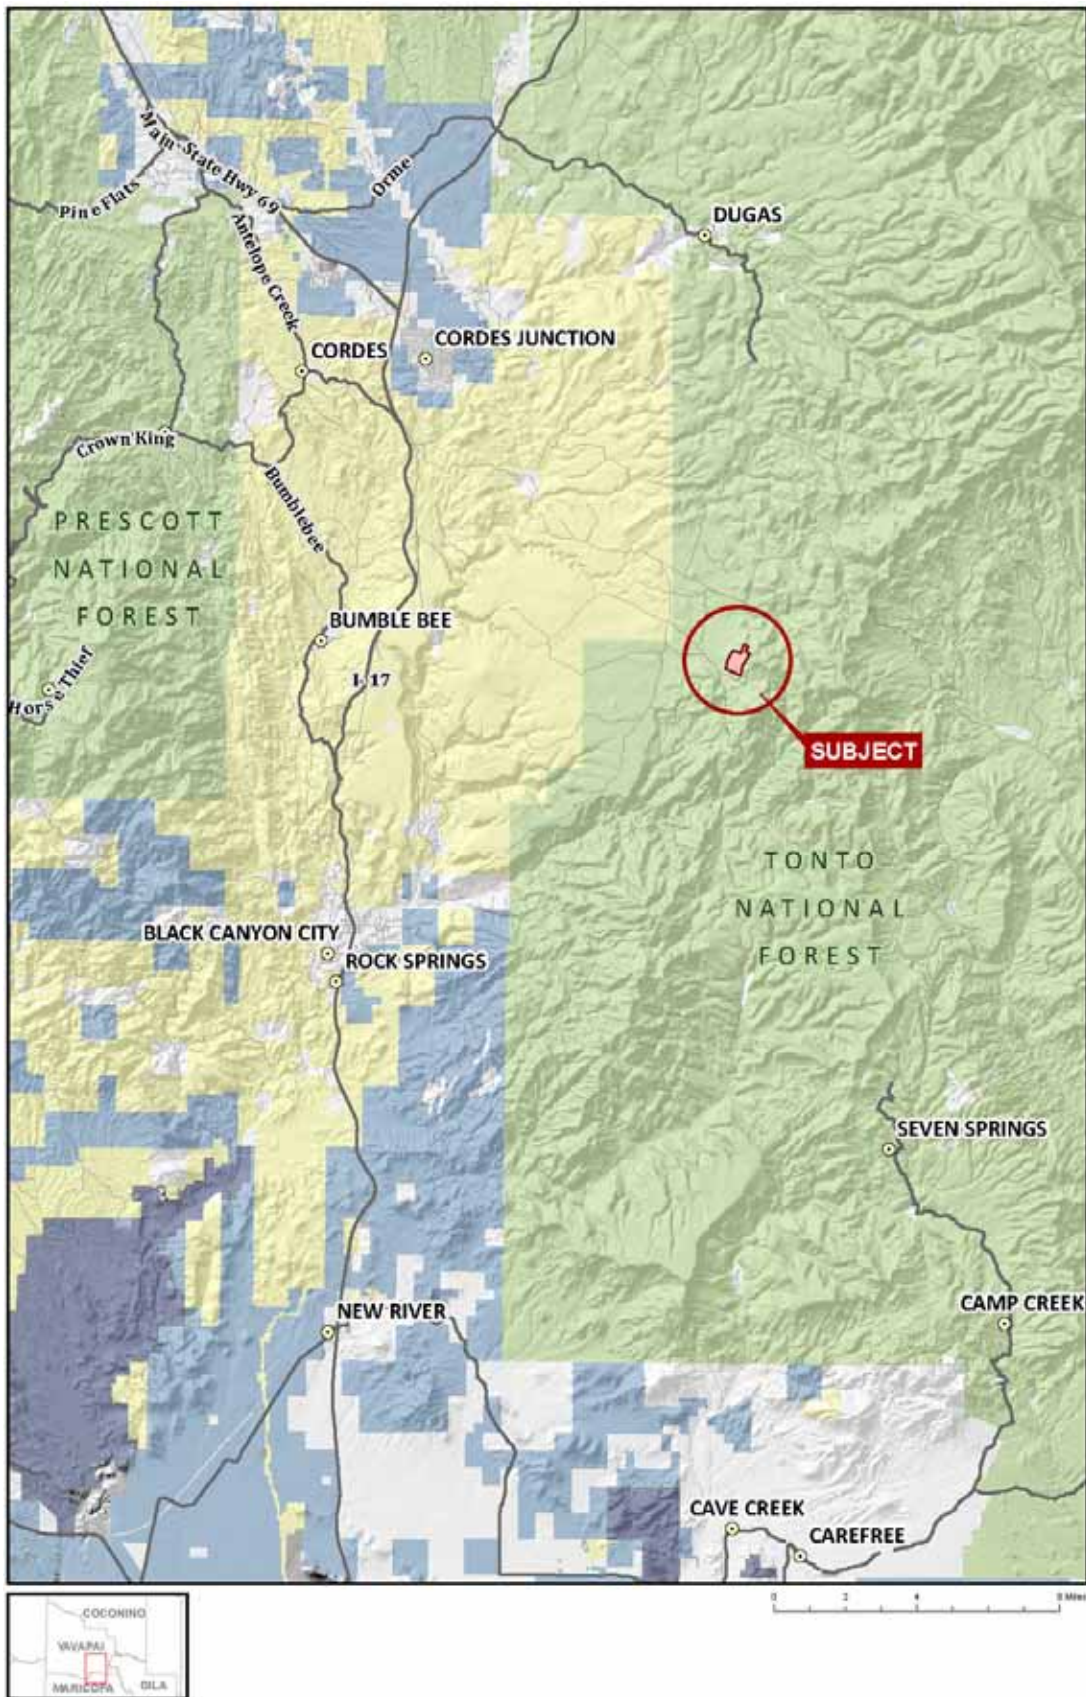 Main State Hwy 69
Pine Flats
Orme
Antelope Creek
DUGAS
CORDES JUNCTION
CORDES
Crown King
Bumblebee
PRESCOTT
NATIONAL
FOREST
BUMBLE BEE
I-17
Horse Thief
SUBJECT
TONTO
NATIONAL
FOREST
BLACK CANYON CITY
ROCK SPRINGS
SEVEN SPRINGS
NEW RIVER
CAMP CREEK
CAVE CREEK
CAREFREE
0 2 4 8 Miles
COCONINO
YAVAPAI
MARICOPA
GILA